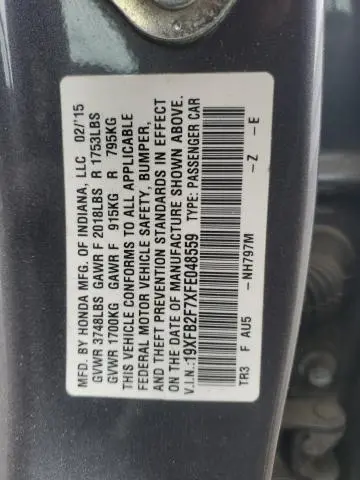 MFD. BY HONDA MFG. OF INDIANA, LLC 02/'15
GVWR 3748LBS GAWR F 2018LBS R 1753LBS
GVWR 1700KG GAWR F 915KG R 795KG
THIS VEHICLE CONFORMS TO ALL APPLICABLE
FEDERAL MOTOR VEHICLE SAFETY, BUMPER,
AND THEFT PREVENTION STANDARDS IN EFFECT
ON THE DATE OF MANUFACTURE SHOWN ABOVE.
V.I.N.:19XFB2F7XFE048559 TYPE: PASSENGER CAR
TR3 F AU5 -NH797M -Z -E